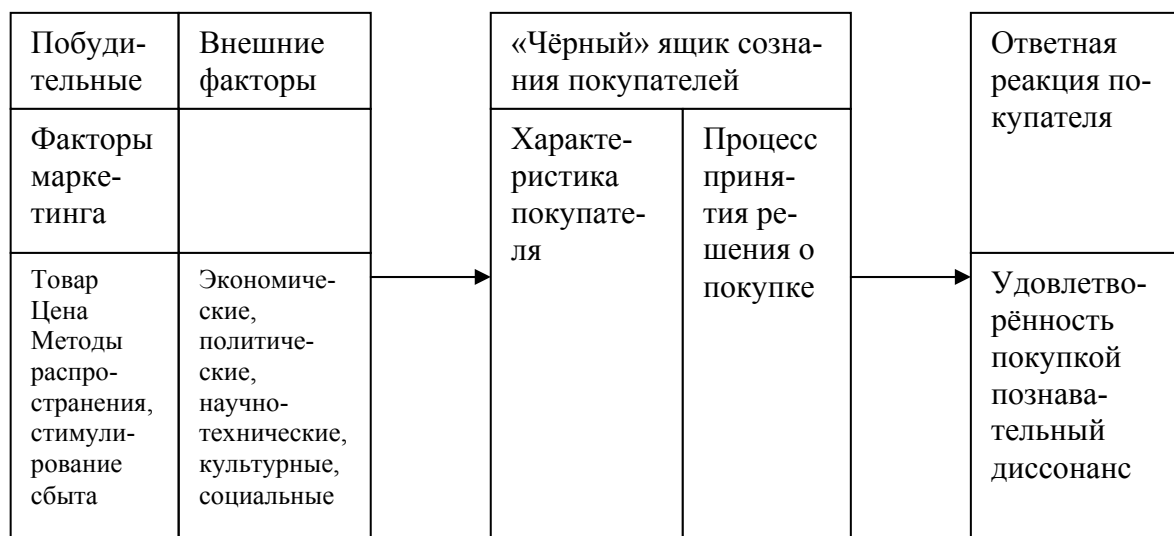 Побуди-
тельные
Внешние
факторы
Факторы
марке-
тинга
Товар
Цена
Методы
распро-
странения,
стимули-
рование
сбыта
Экономиче-
ские,
политиче-
ские,
научно-
технические,
культурные,
социальные
«Чёрный» ящик созна-
ния покупателей
Характе-
ристика
покупате-
ля
Процесс
приня-
тия ре-
шения о
покупке
Ответная
реакция по-
купателя
Удовлетво-
рённость
покупкой
познава-
тельный
диссонанс